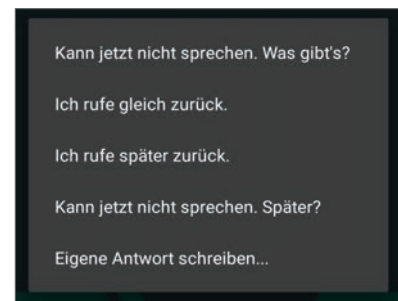 Kann jetzt nicht sprechen. Was gibt's?
Ich rufe gleich zurück.
Ich rufe später zurück.
Kann jetzt nicht sprechen. Später?
Eigene Antwort schreiben...